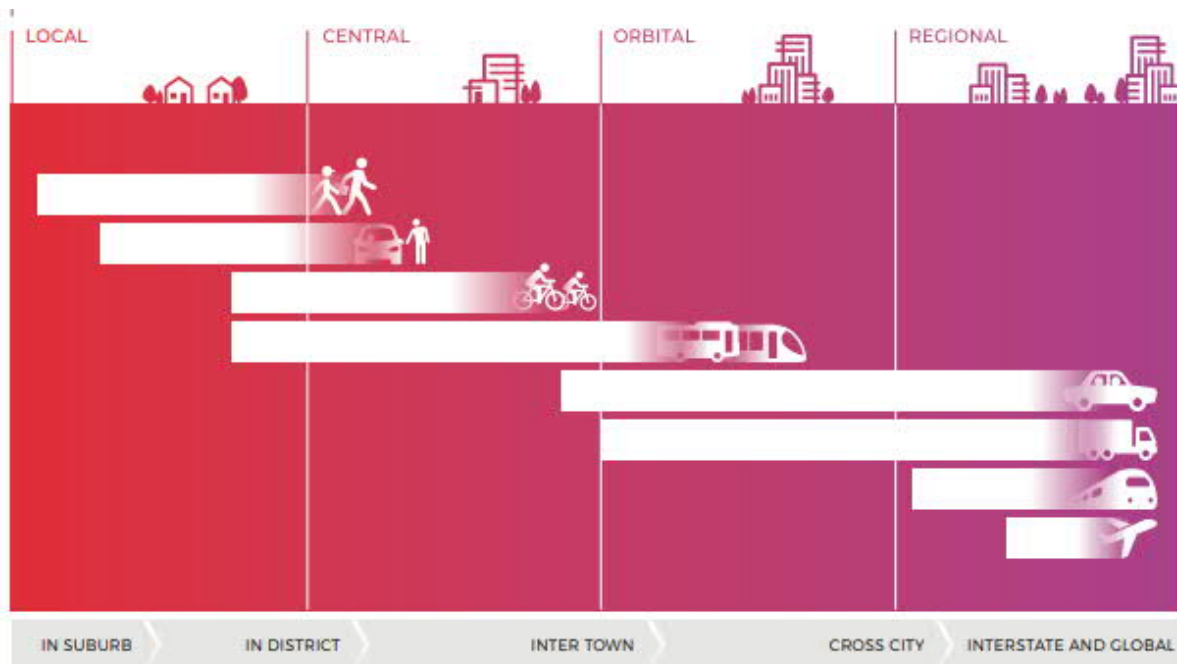 LOCAL
CENTRAL
ORBITAL
REGIONAL
IN SUBURB
IN DISTRICT
INTER TOWN
CROSS CITY
INTERSTATE AND GLOBAL